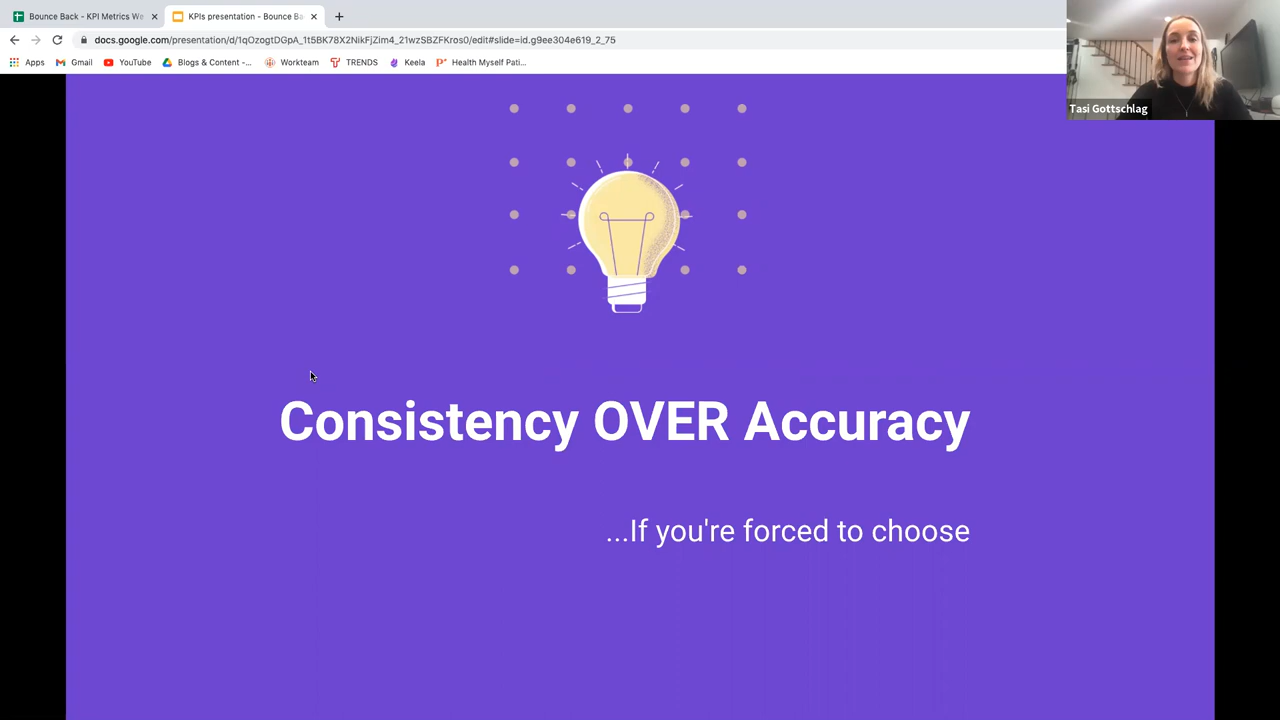 Bounce Back - KPI Metrics We
KPIs presentation - Bounce Ba
docs.google.com/presentation/d/1qOzogtDGpA_1t5BK78X2NikFjZim4_21wzSBZFKros0/edit#slide=id.g9ee304e619_2_75
Apps
Gmail
YouTube
Blogs & Content -...
Workteam
TRENDS
Keela
Health Myself Pati...
Tasi Gottschlag
Consistency OVER Accuracy
...If you're forced to choose